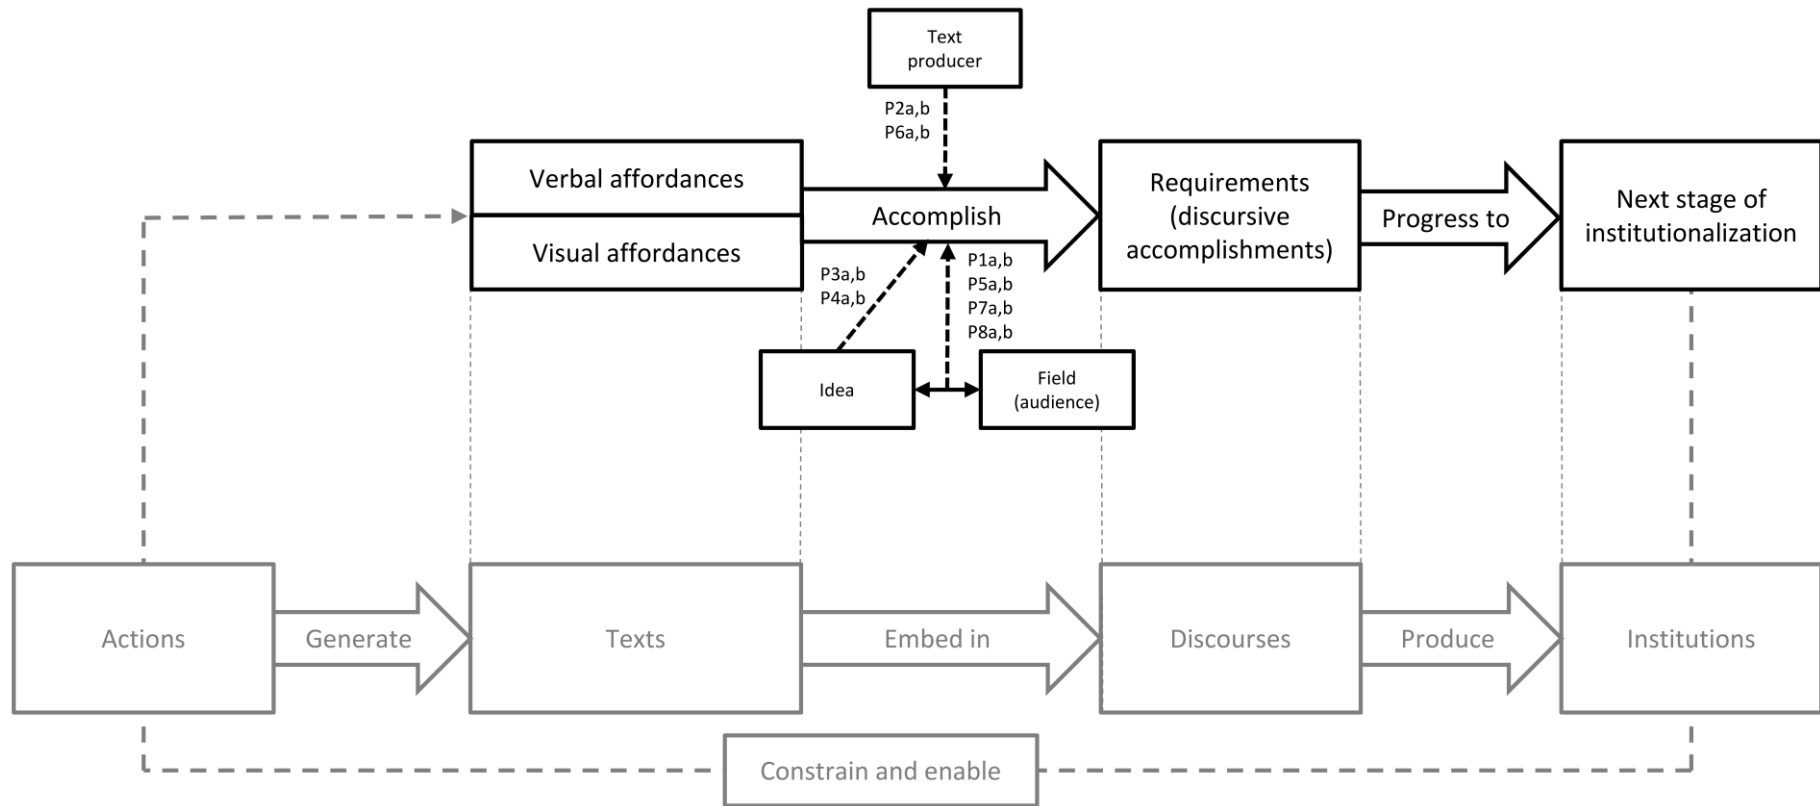 Text
producer
P2a,b
P6a,b
Verbal affordances
Visual affordances
Accomplish
Requirements
(discursive
accomplishments)
Progress to
Next stage of
institutionalization
P3a,b
P4a,b
P1a,b
P5a,b
P7a,b
P8a,b
Idea
Field
(audience)
Actions
Generate
Texts
Embed in
Discourses
Produce
Institutions
Constrain and enable